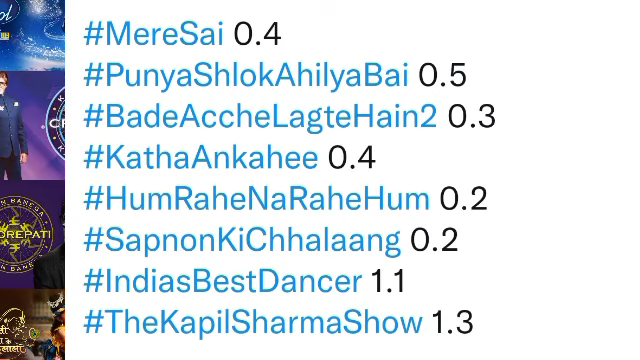 #MereSai 0.4
#PunyaShlokAhilyaBai 0.5
#BadeAccheLagteHain2 0.3
#KathaAnkahee 0.4
#HumRaheNaRaheHum 0.2
#SapnonKiChhalaang 0.2
#IndiasBestDancer 1.1
#TheKapilSharmaShow 1.3